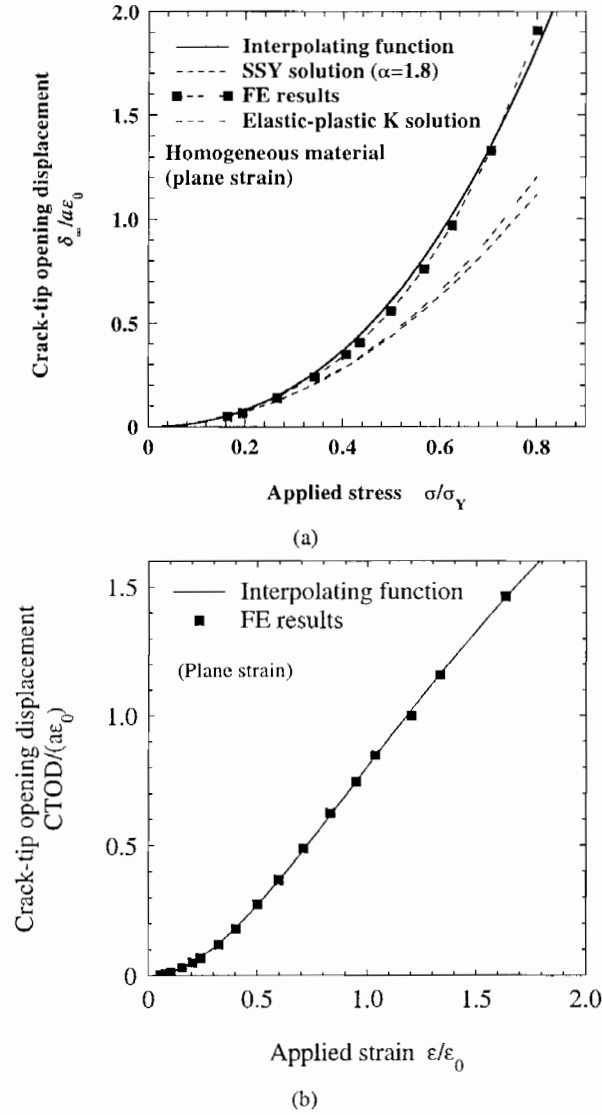 2.0
1.5
1.0
0.5
0
0
0.2
0.4
0.6
0.8
Interpolating function
SSY solution (α=1.8)
FE results
Elastic-plastic K solution
Homogeneous material
(plane strain)
Crack-tip opening displacement
δ∞/aε₀
Applied stress σ/σY
(a)
1.5
1.0
0.5
0
0
0.5
1.0
1.5
2.0
Interpolating function
FE results
(Plane strain)
Crack-tip opening displacement
CTOD/(aε₀)
Applied strain ε/ε₀
(b)